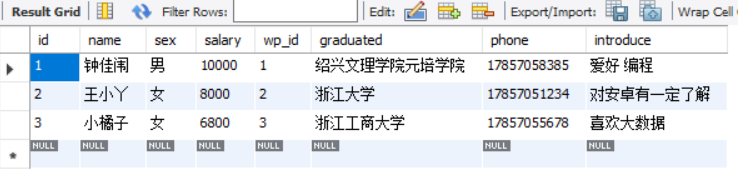 Result Grid Filter Rows: Edit: Export/Import: Wrap Cell
id name sex salary wp_id graduated phone introduce
1 钟佳闱 男 10000 1 绍兴文理学院元培学院 17857058385 爱好 编程
2 王小丫 女 8000 2 浙江大学 17857051234 对安卓有一定了解
3 小橘子 女 6800 3 浙江工商大学 17857055678 喜欢大数据
NULL NULL NULL NULL NULL NULL NULL NULL